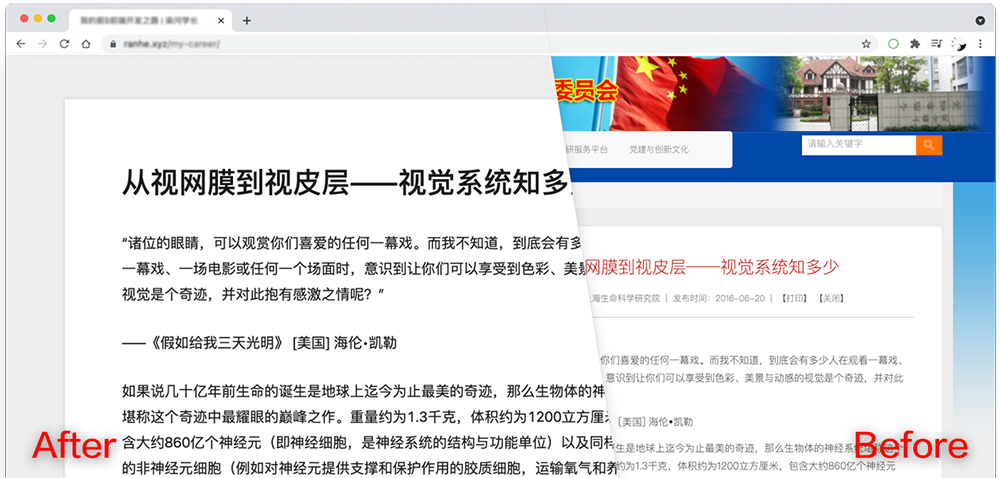 我的前端开发之路 | 染河学长
ranhe.xyz/my-career/
委员会
研服务平台 党建与创新文化
请输入关键字
从视网膜到视皮层——视觉系统知多
“诸位的眼睛，可以观赏你们喜爱的任何一幕戏。而我不知道，到底会有多
一幕戏、一场电影或任何一个场面时，意识到让你们可以享受到色彩、美景
视觉是个奇迹，并对此抱有感激之情呢？”
——《假如给我三天光明》 [美国] 海伦•凯勒
如果说几十亿年前生命的诞生是地球上迄今为止最美的奇迹，那么生物体的神
堪称这个奇迹中最耀眼的巅峰之作。重量约为1.3千克，体积约为1200立方厘米
含大约860亿个神经元（即神经细胞，是神经系统的结构与功能单位）以及同样
的非神经元细胞（例如对神经元提供支撑和保护作用的胶质细胞，运输氧气和养
After
网膜到视皮层——视觉系统知多少
上海生命科学研究院 | 发布时间：2016-06-20 | 【打印】 【关闭】
你们喜爱的任何一幕戏。而我不知道，到底会有多少人在观看一幕戏、
意识到让你们可以享受到色彩、美景与动感的视觉是个奇迹，并对此
[美国] 海伦•凯勒
生是地球上迄今为止最美的奇迹，那么生物体的神经系统堪称这个
约为1.3千克，体积约为1200立方厘米，包含大约860亿个神经元
Before